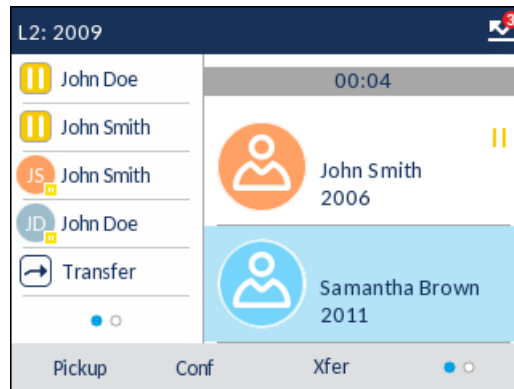 L2: 2009
3
John Doe
John Smith
JS John Smith
JD John Doe
Transfer
00:04
John Smith
2006
Samantha Brown
2011
Pickup Conf Xfer